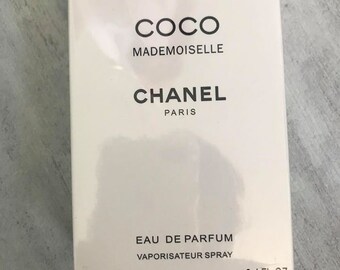 COCO
MADEMOISELLE
CHANEL
PARIS
EAU DE PARFUM
VAPORISATEUR SPRAY